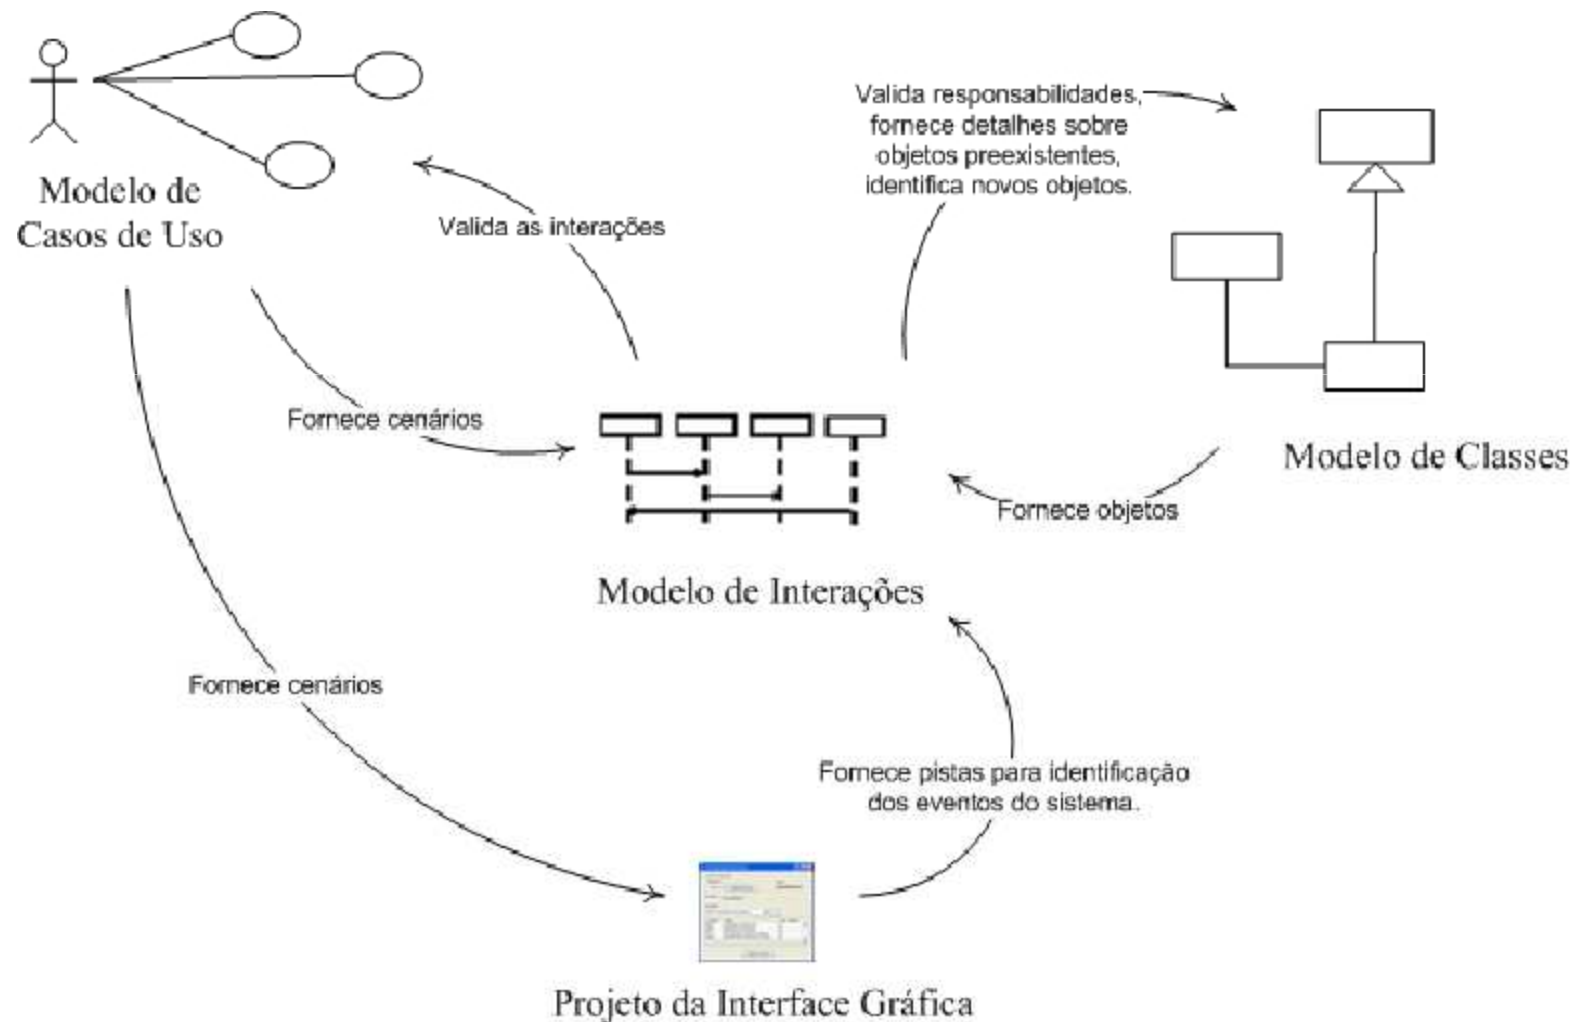 Modelo de
Casos de Uso
Valida as interações
Valida responsabilidades,
fornece detalhes sobre
objetos preexistentes,
identifica novos objetos.
Fornece cenários
Modelo de Classes
Fornece objetos
Modelo de Interações
Fornece cenários
Fornece pistas para identificação
dos eventos do sistema.
Projeto da Interface Gráfica